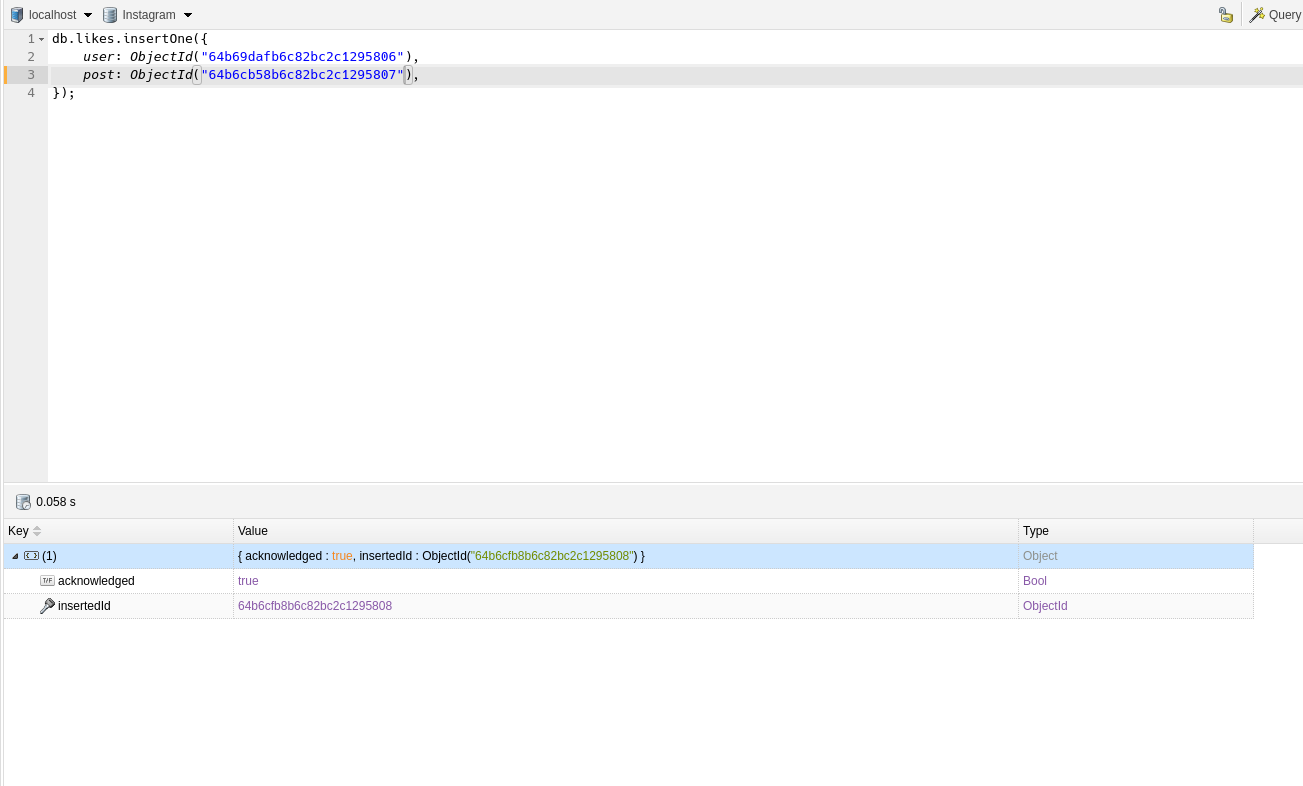 localhost Instagram Query
1 db.likes.insertOne({
2 user: ObjectId("64b69dafb6c82bc2c1295806"),
3 post: ObjectId("64b6cb58b6c82bc2c1295807"),
4 });
0.058 s
Key Value Type
(1) { acknowledged : true, insertedId : ObjectId("64b6cfb8b6c82bc2c1295808") } Object
T/F acknowledged true Bool
insertedId 64b6cfb8b6c82bc2c1295808 ObjectId